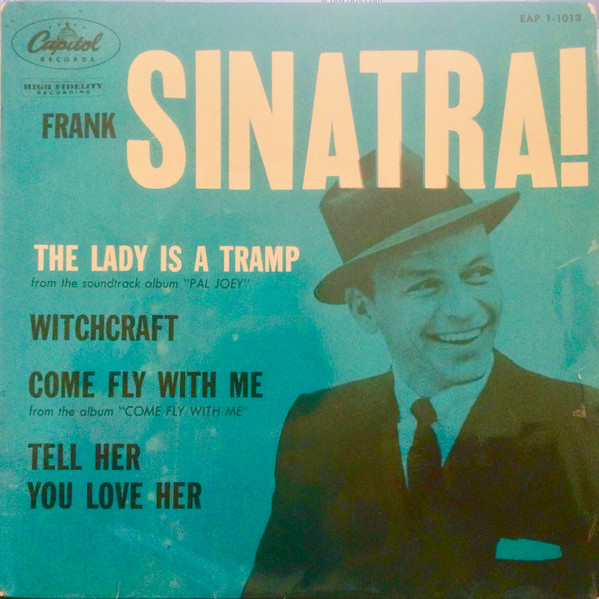 EAP 1-1013
Capitol
RECORDS
HIGH FIDELITY
RECORDING
FRANK
SINATRA!
THE LADY IS A TRAMP
from the soundtrack album "PAL JOEY"
WITCHCRAFT
COME FLY WITH ME
from the album "COME FLY WITH ME"
TELL HER
YOU LOVE HER